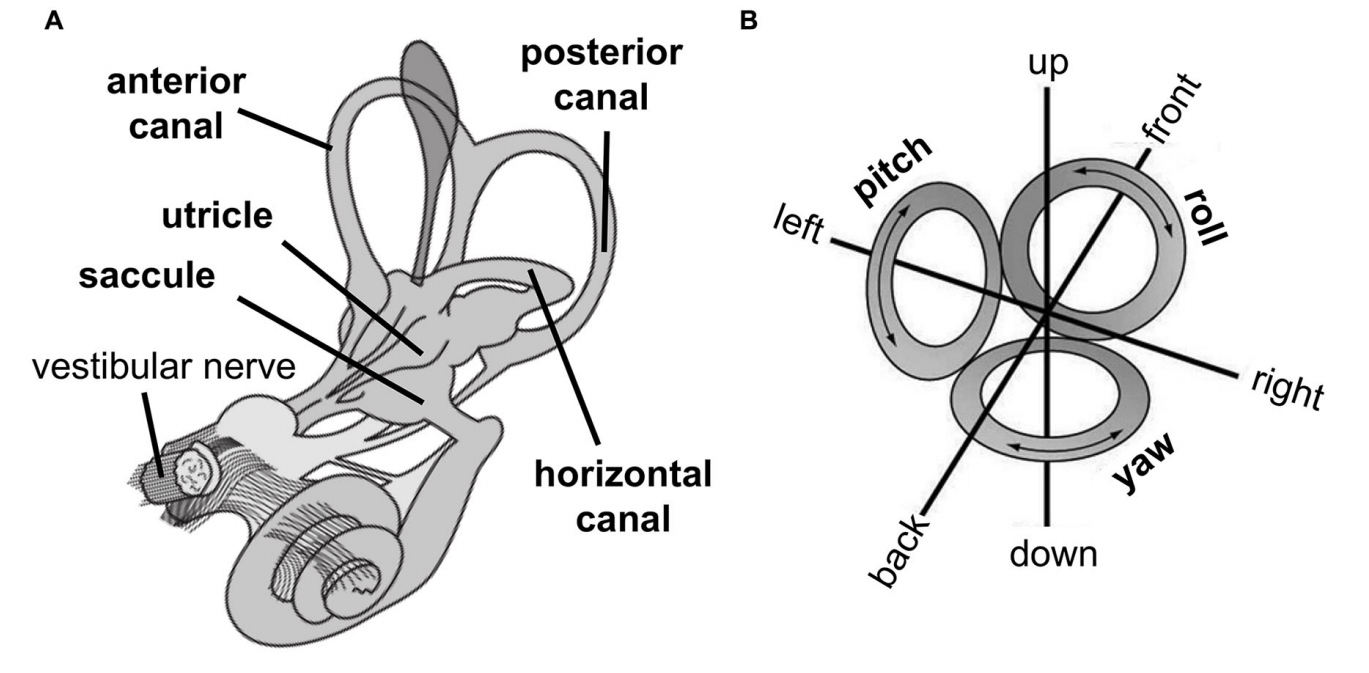 A
anterior
canal
posterior
canal
utricle
saccule
vestibular nerve
horizontal
canal
B
up
front
pitch
roll
left
right
yaw
back
down